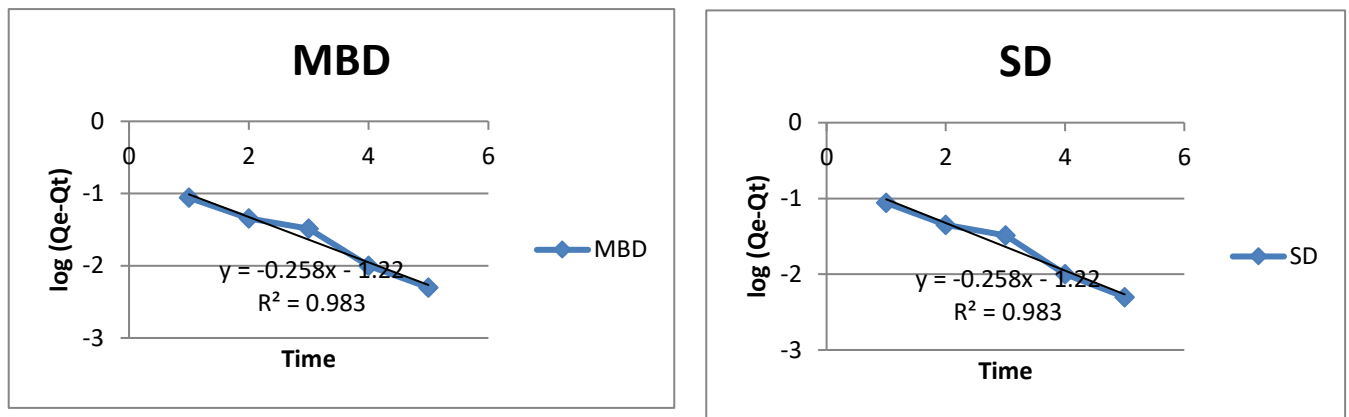 MBD
0
0 2 4 6
-1
-2
-3
log (Qe-Qt)
y = -0.258x - 1.22
R² = 0.983
Time
MBD
SD
0
0 2 4 6
-1
-2
-3
log (Qe-Qt)
y = -0.258x - 1.22
R² = 0.983
Time
SD